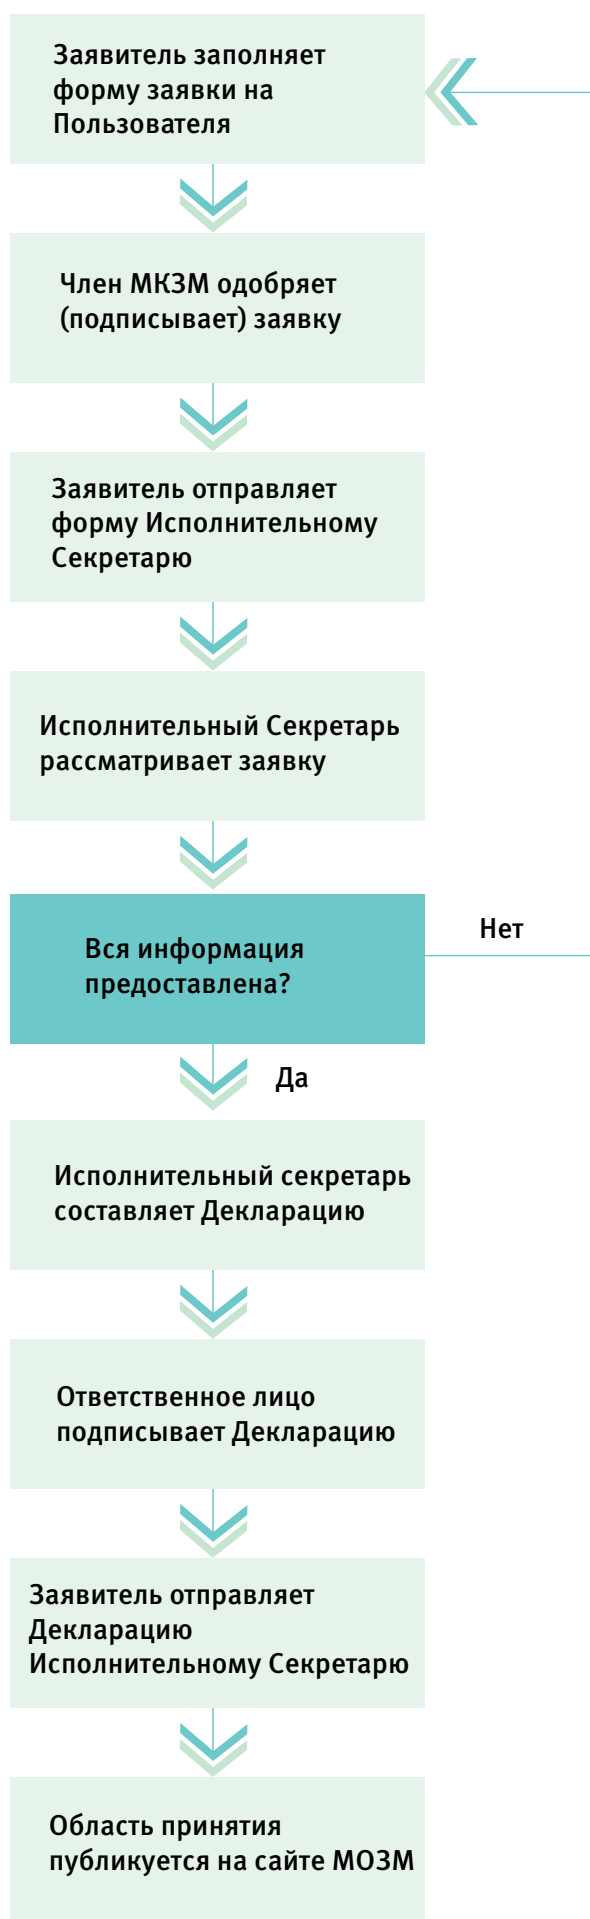 Заявитель заполняет
форму заявки на
Пользователя
Член МКЗМ одобряет
(подписывает) заявку
Заявитель отправляет
форму Исполнительному
Секретарю
Исполнительный Секретарь
рассматривает заявку
Вся информация
предоставлена?
Нет
Да
Исполнительный секретарь
составляет Декларацию
Ответственное лицо
подписывает Декларацию
Заявитель отправляет
Декларацию
Исполнительному Секретарю
Область принятия
публикуется на сайте МОЗМ